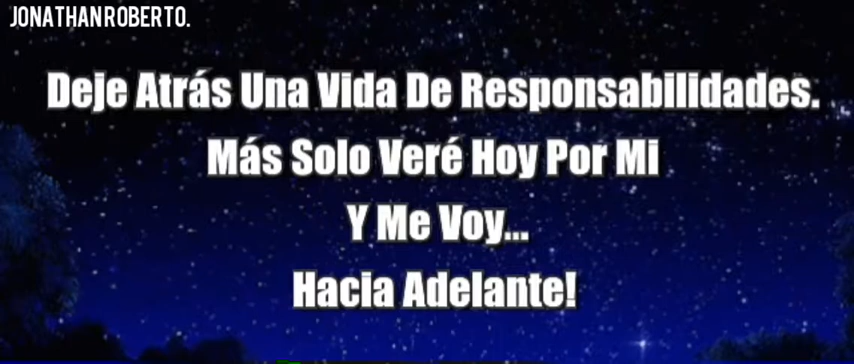 JONATHANROBERTO.
Deje Atrás Una Vida De Responsabilidades.
Más Solo Veré Hoy Por Mi
Y Me Voy...
Hacia Adelante!